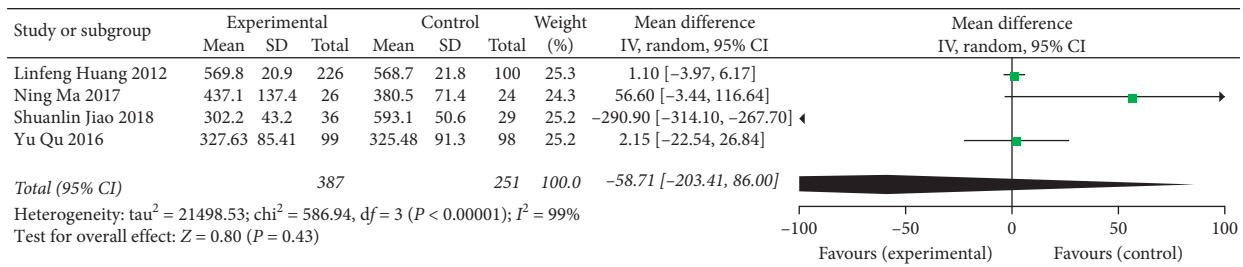 Study or subgroup Experimental Control Weight Mean difference Mean difference
Mean SD Total Mean SD Total (%) IV, random, 95% CI IV, random, 95% CI
Linfeng Huang 2012 569.8 20.9 226 568.7 21.8 100 25.3 1.10 [–3.97, 6.17]
Ning Ma 2017 437.1 137.4 26 380.5 71.4 24 24.3 56.60 [–3.44, 116.64]
Shuanlin Jiao 2018 302.2 43.2 36 593.1 50.6 29 25.2 –290.90 [–314.10, –267.70]
Yu Qu 2016 327.63 85.41 99 325.48 91.3 98 25.2 2.15 [–22.54, 26.84]
Total (95% CI) 387 251 100.0 –58.71 [–203.41, 86.00]
Heterogeneity: tau² = 21498.53; chi² = 586.94, df = 3 (P < 0.00001); I² = 99%
Test for overall effect: Z = 0.80 (P = 0.43)
–100 –50 0 50 100
Favours (experimental) Favours (control)